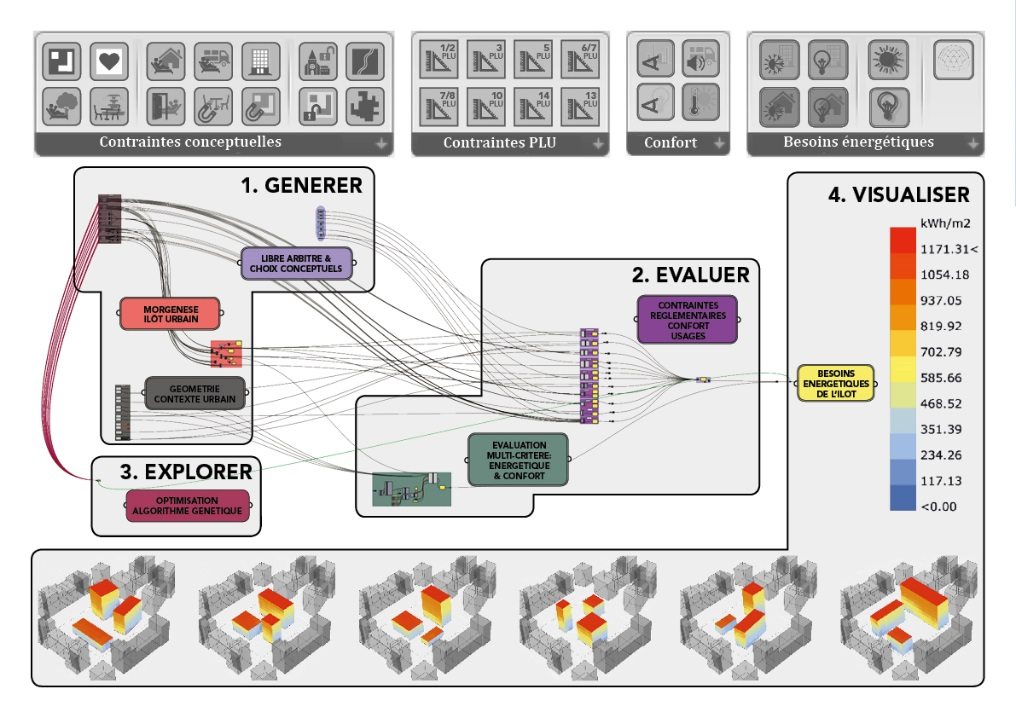 1/2
PLU
3
PLU
5
PLU
6/7
PLU
7/8
PLU
10
PLU
14
PLU
13
PLU
Contraintes conceptuelles
Contraintes PLU
Confort
Besoins énergétiques
1. GENERER
LIBRE ARBITRE &
CHOIX CONCEPTUELS
MORGENESE
ILÔT URBAIN
GEOMETRIE
CONTEXTE URBAIN
2. EVALUER
CONTRAINTES
REGLEMENTAIRES
CONFORT
USAGES
EVALUATION
MULTI-CRITERE:
ENERGETIQUE
& CONFORT
3. EXPLORER
OPTIMISATION
ALGORITHME GENETIQUE
BESOINS
ENERGETIQUES
DE L'ILOT
4. VISUALISER
kWh/m2
1171.31<
1054.18
937.05
819.92
702.79
585.66
468.52
351.39
234.26
117.13
<0.00